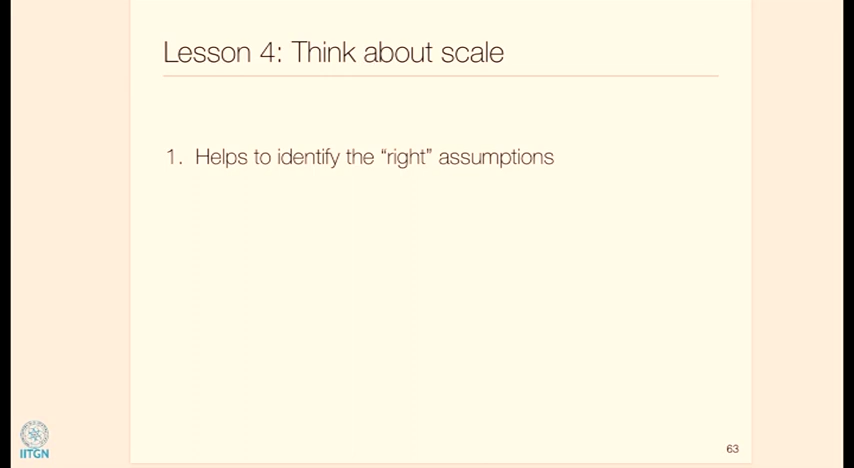 Lesson 4: Think about scale
1. Helps to identify the “right” assumptions
63
IITGN